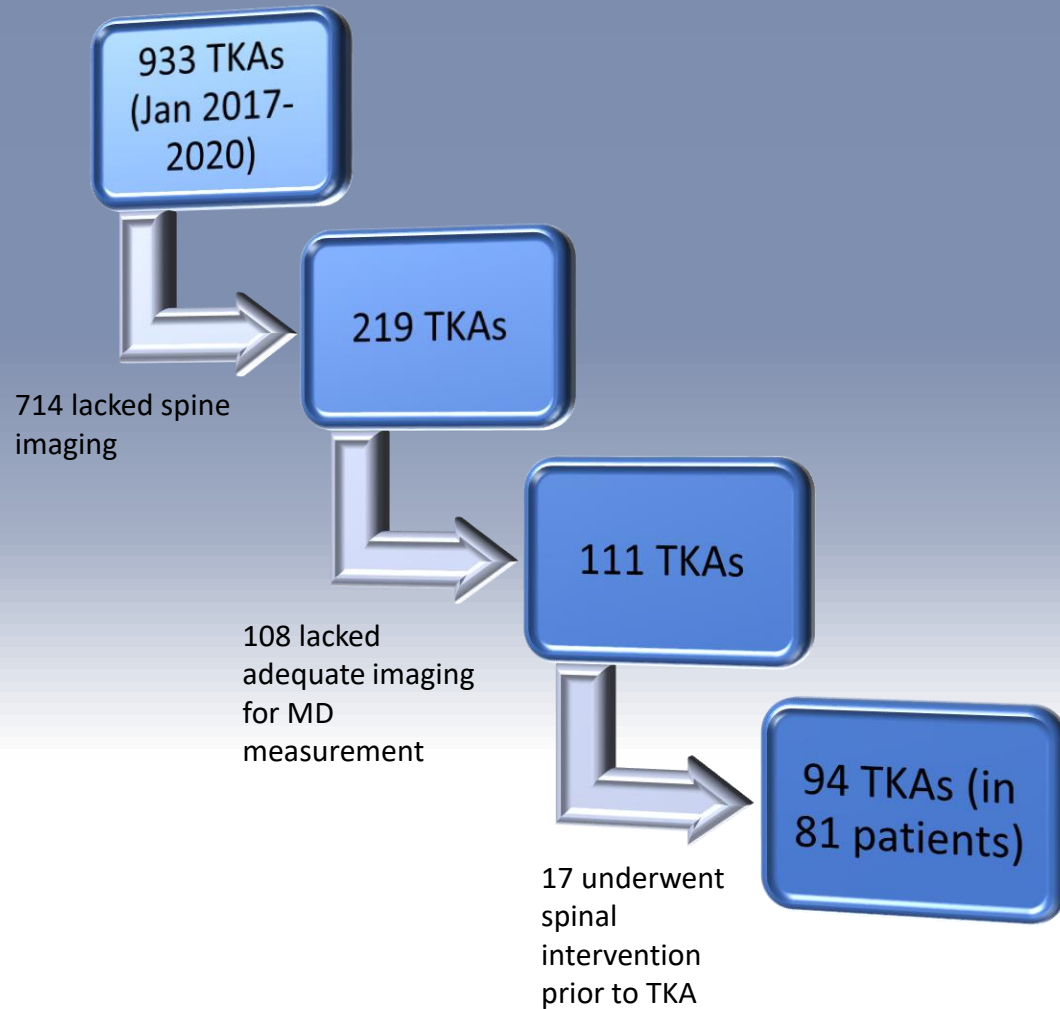 933 TKAs
(Jan 2017-
2020)
714 lacked spine
imaging
219 TKAs
108 lacked
adequate imaging
for MD
measurement
111 TKAs
17 underwent
spinal
intervention
prior to TKA
94 TKAs (in
81 patients)